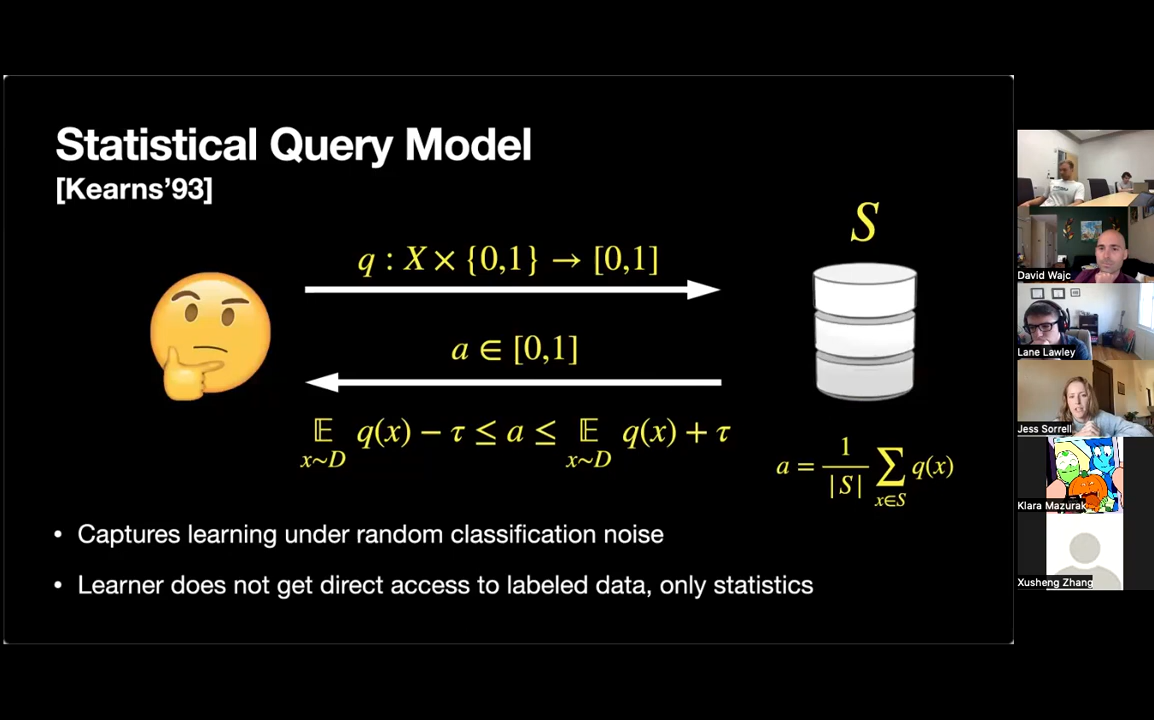 Statistical Query Model
[Kearns'93]
S
q : X × {0,1} → [0,1]
a ∈ [0,1]
𝔼 q(x) − τ ≤ a ≤ 𝔼 q(x) + τ
x~D x~D
a = 1/|S| ∑ q(x)
x∈S
• Captures learning under random classification noise
• Learner does not get direct access to labeled data, only statistics
David Wajc
Lane Lawley
Jess Sorrell
Klara Mazurak
Xusheng Zhang